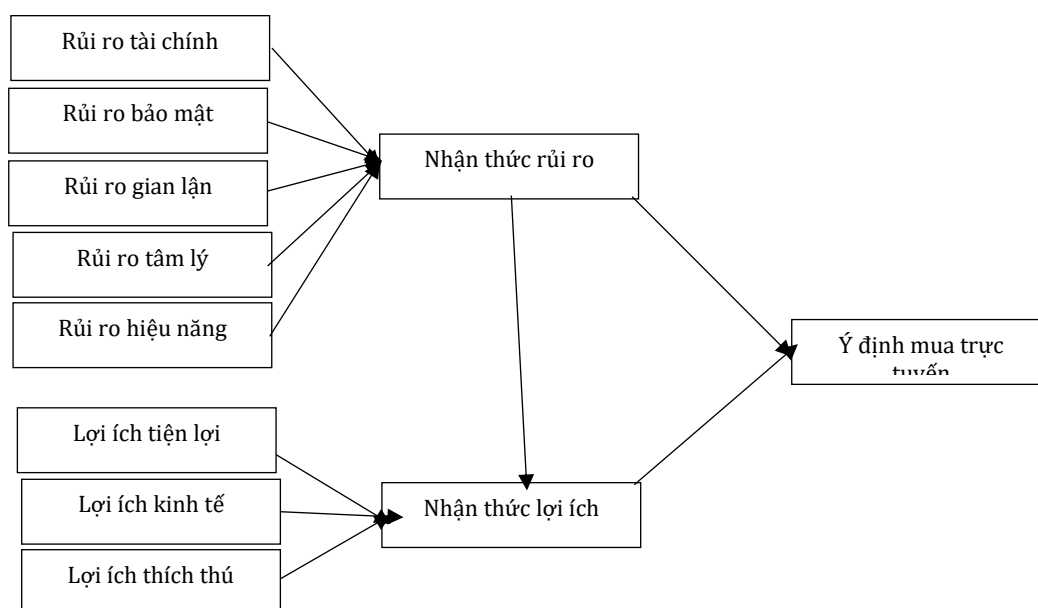 Rủi ro tài chính
Rủi ro bảo mật
Rủi ro gian lận
Rủi ro tâm lý
Rủi ro hiệu năng
Nhận thức rủi ro
Ý định mua trực
tuyến
Lợi ích tiện lợi
Lợi ích kinh tế
Lợi ích thích thú
Nhận thức lợi ích